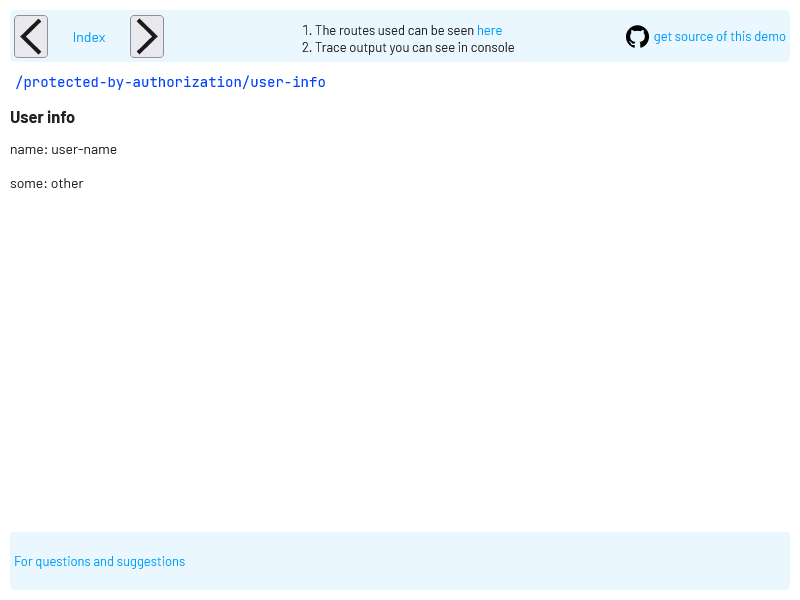 Index
1. The routes used can be seen here
2. Trace output you can see in console
get source of this demo
/protected-by-authorization/user-info
User info
name: user-name
some: other
For questions and suggestions